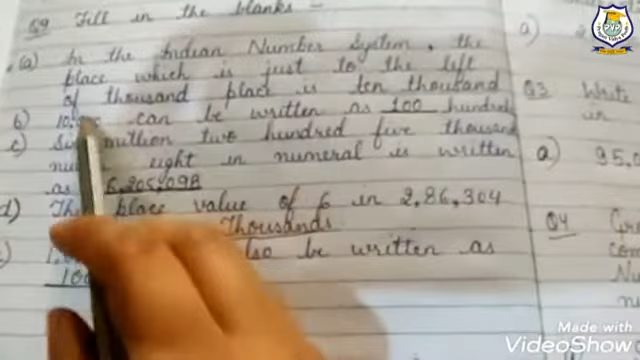 Q9 Fill in the blanks -
(a) In the Indian Number System, the
place which is just to the left
of thousand place is ten thousand
b) can be written as 100 hundred
c) million two hundred five thousand
eight in numeral is written
as 6,205,098
d) place value of 6 in 2,86,304
Thousands
be written as
a)
Q3 Write
in
a) 95,0
Q4
com
Made with
VideoShow